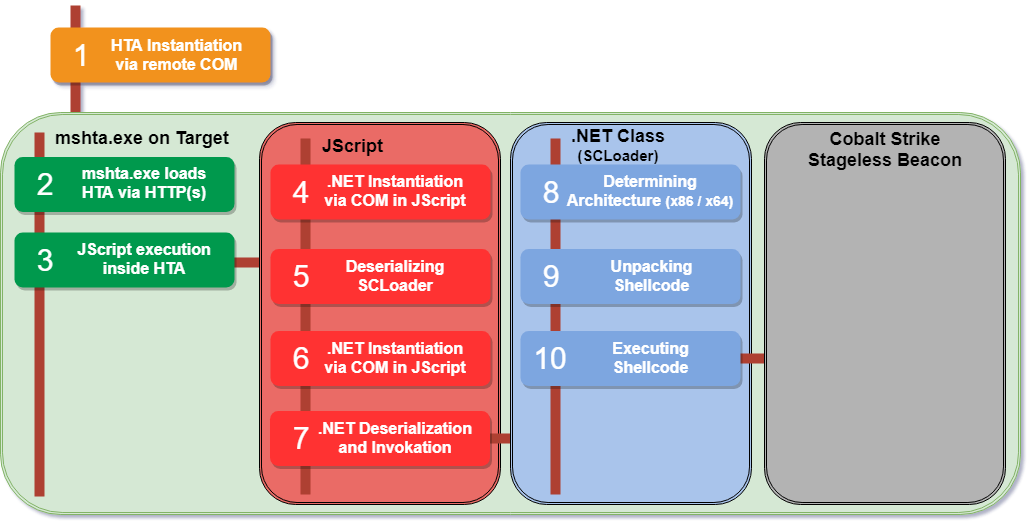 1
HTA Instantiation
via remote COM
mshta.exe on Target
2
mshta.exe loads
HTA via HTTP(s)
3
JScript execution
inside HTA
JScript
4
.NET Instantiation
via COM in JScript
5
Deserializing
SCLoader
6
.NET Instantiation
via COM in JScript
7
.NET Deserialization
and Invokation
.NET Class
(SCLoader)
8
Determining
Architecture (x86 / x64)
9
Unpacking
Shellcode
10
Executing
Shellcode
Cobalt Strike
Stageless Beacon